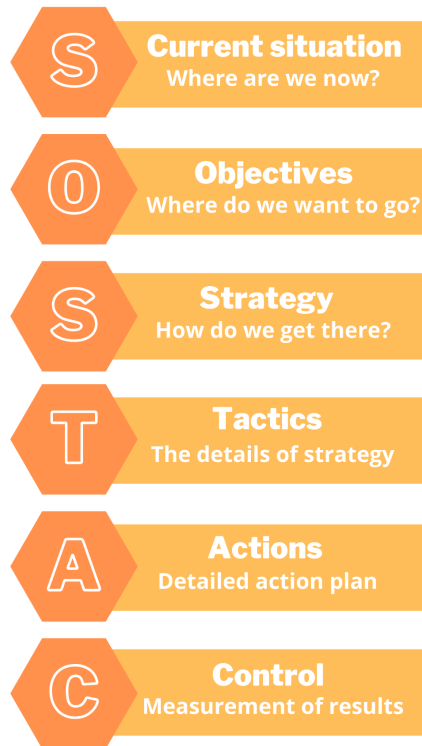 S
Current situation
Where are we now?
O
Objectives
Where do we want to go?
S
Strategy
How do we get there?
T
Tactics
The details of strategy
A
Actions
Detailed action plan
C
Control
Measurement of results